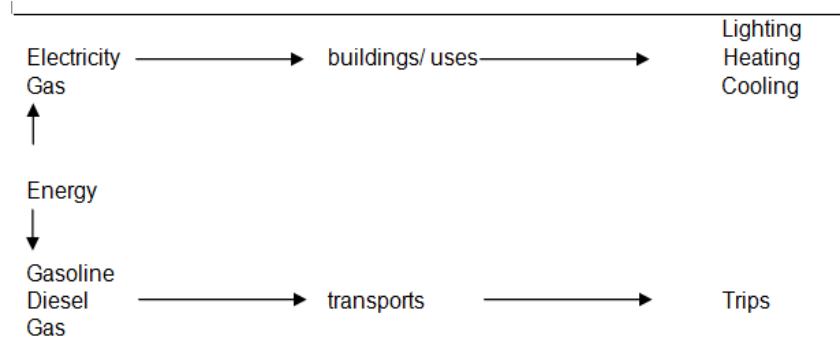 Lighting
Electricity buildings/ uses Heating
Gas Cooling
Energy
Gasoline
Diesel transports Trips
Gas